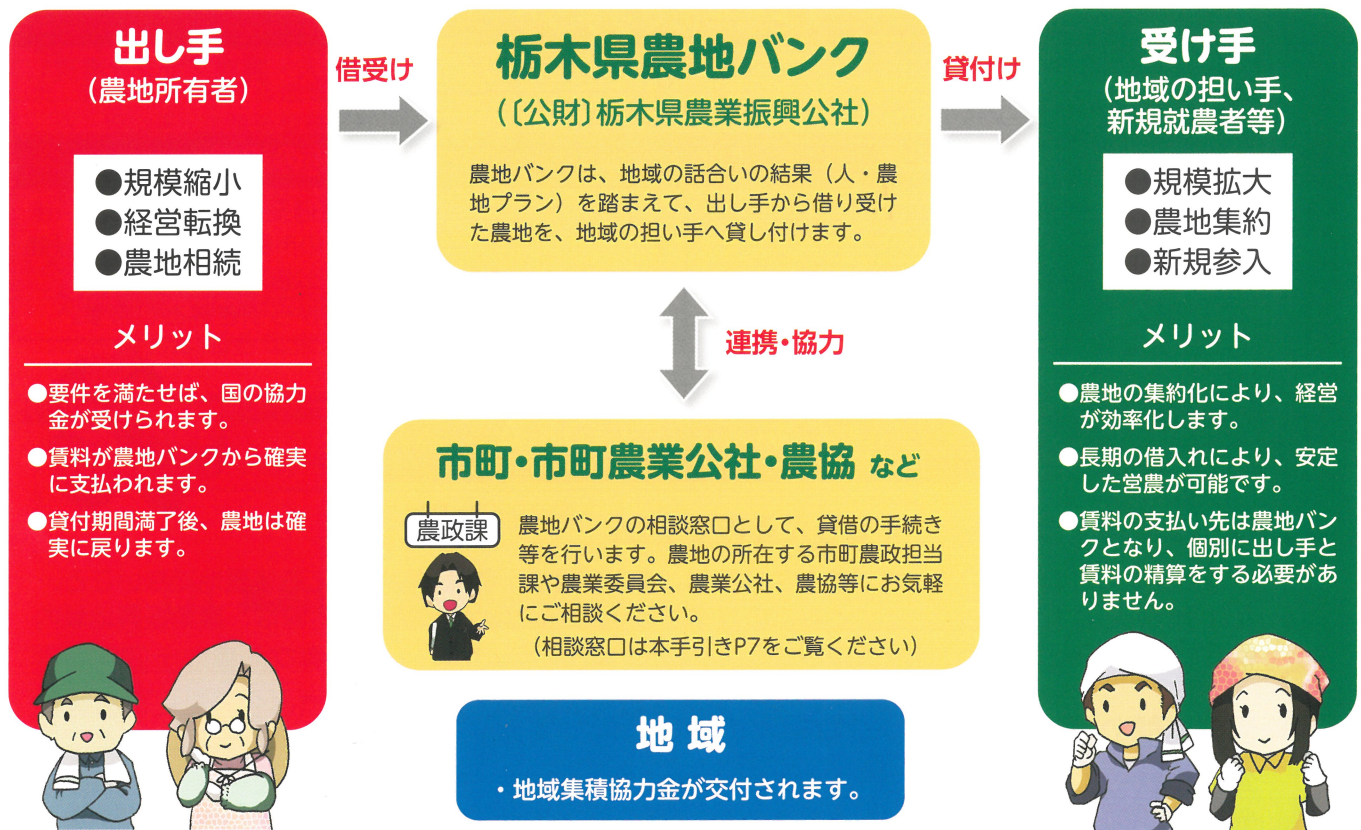 出し手
(農地所有者)
●規模縮小
●経営転換
●農地相続
メリット
●要件を満たせば、国の協力
金が受けられます。
●賃料が農地バンクから確実
に支払われます。
●貸付期間満了後、農地は確
実に戻ります。
借受け
栃木県農地バンク
(〔公財〕栃木県農業振興公社)
農地バンクは、地域の話合いの結果(人・農
地プラン)を踏まえて、出し手から借り受け
た農地を、地域の担い手へ貸し付けます。
貸付け
連携・協力
市町・市町農業公社・農協 など
農政課
農地バンクの相談窓口として、貸借の手続き
等を行います。農地の所在する市町農政担当
課や農業委員会、農業公社、農協等にお気軽
にご相談ください。
(相談窓口は本手引きP7をご覧ください)
地域
・地域集積協力金が交付されます。
受け手
(地域の担い手、
新規就農者等)
●規模拡大
●農地集約
●新規参入
メリット
●農地の集約化により、経営
が効率化します。
●長期の借入れにより、安定
した営農が可能です。
●賃料の支払い先は農地バン
クとなり、個別に出し手と
賃料の精算をする必要があ
りません。